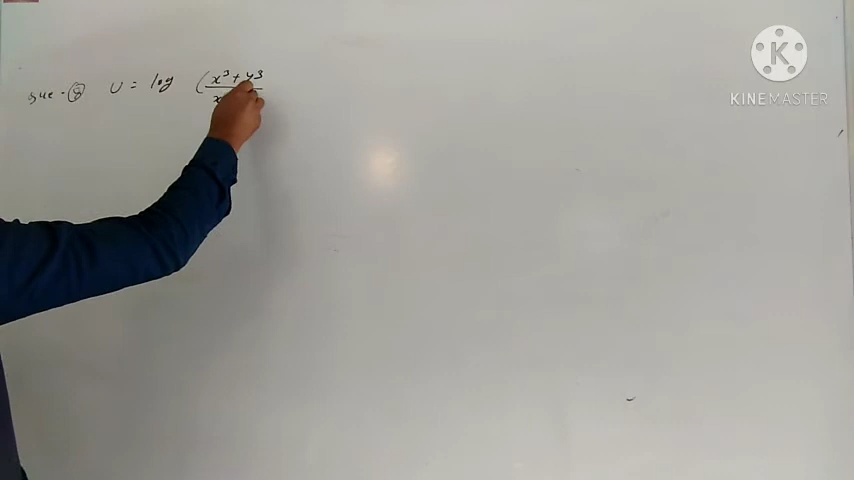 Que - (8) U = log (x³ + y³ / x
KINEMASTER